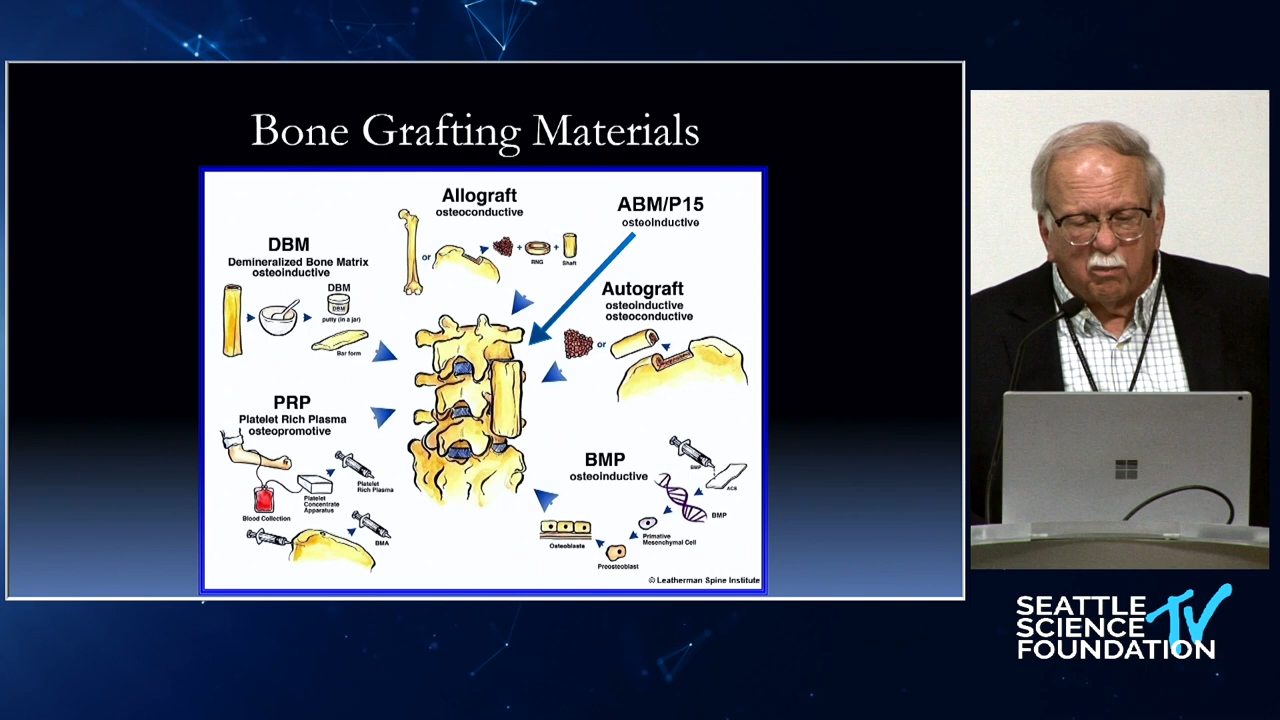 Bone Grafting Materials
Allograft
osteoconductive
or
+
+
RNG
Shaft
ABM/P15
osteoinductive
DBM
Demineralized Bone Matrix
osteoinductive
DBM
DBM
putty (in a jar)
Bar form
Autograft
osteoinductive
osteoconductive
or
PRP
Platelet Rich Plasma
osteopromotive
Platelet
Rich Plasma
Platelet
Concentrate
Apparatus
Blood Collection
BMA
BMP
osteoinductive
BMP
ACS
BMP
Primative
Mesenchymal Cell
Osteoblasts
Preosteoblast
© Leatherman Spine Institute
SEATTLE
SCIENCE
FOUNDATION
TV